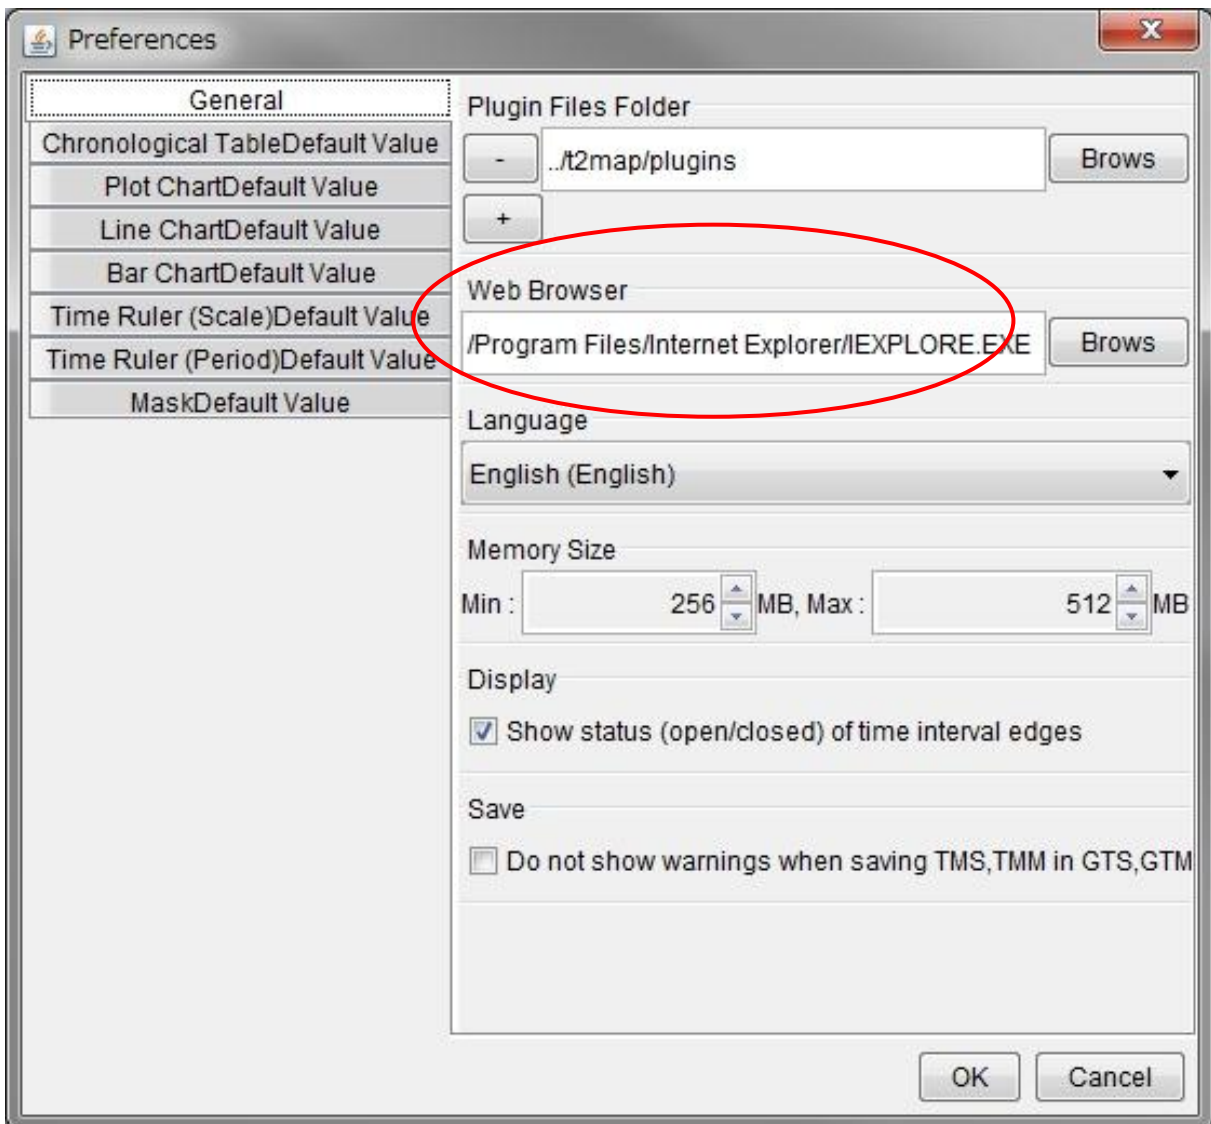 Preferences
General
Chronological TableDefault Value
Plot ChartDefault Value
Line ChartDefault Value
Bar ChartDefault Value
Time Ruler (Scale)Default Value
Time Ruler (Period)Default Value
MaskDefault Value
Plugin Files Folder
- ../t2map/plugins Brows
+
Web Browser
/Program Files/Internet Explorer/IEXPLORE.EXE Brows
Language
English (English)
Memory Size
Min : 256 MB, Max : 512 MB
Display
Show status (open/closed) of time interval edges
Save
Do not show warnings when saving TMS,TMM in GTS,GTM
OK Cancel